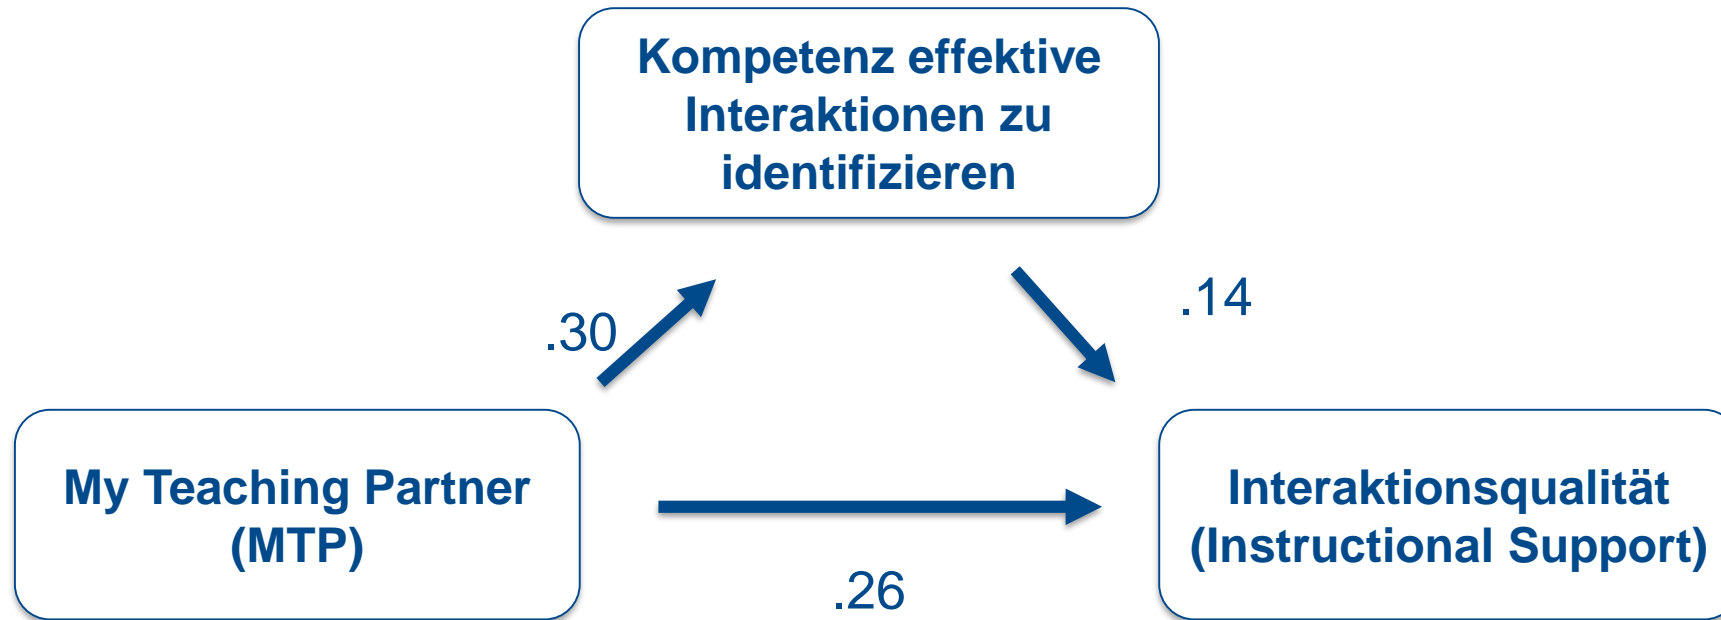 Kompetenz effektive
Interaktionen zu
identifizieren
.30
.14
My Teaching Partner
(MTP)
Interaktionsqualität
(Instructional Support)
.26